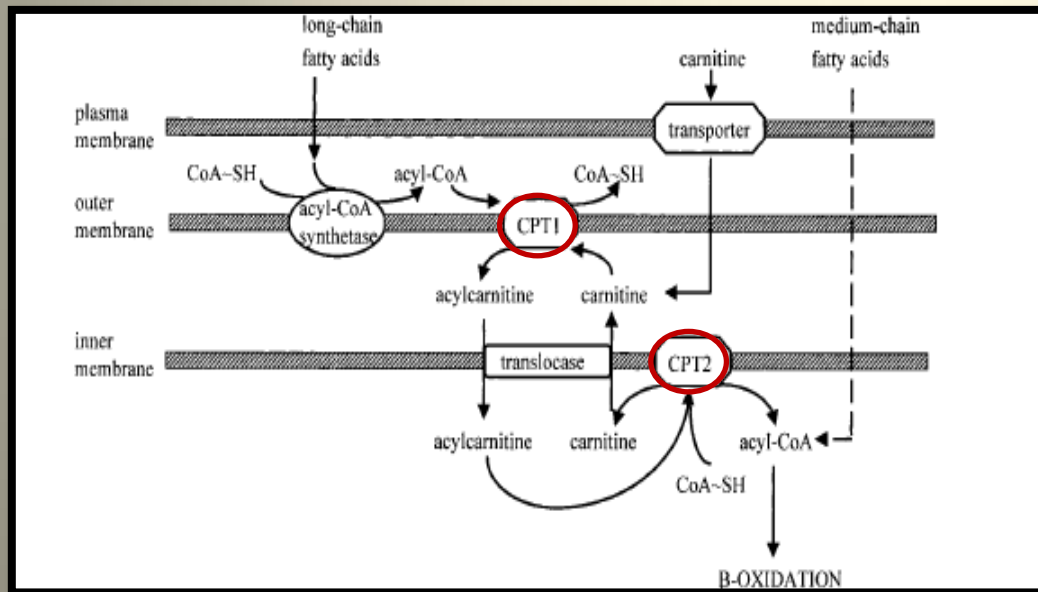 long-chain
fatty acids
medium-chain
fatty acids
carnitine
plasma
membrane
transporter
CoA~SH
acyl-CoA
CoA~SH
outer
membrane
acyl-CoA
synthetase
CPT1
acylcarnitine
carnitine
inner
membrane
translocase
CPT2
acylcarnitine
carnitine
acyl-CoA
CoA~SH
β-OXIDATION